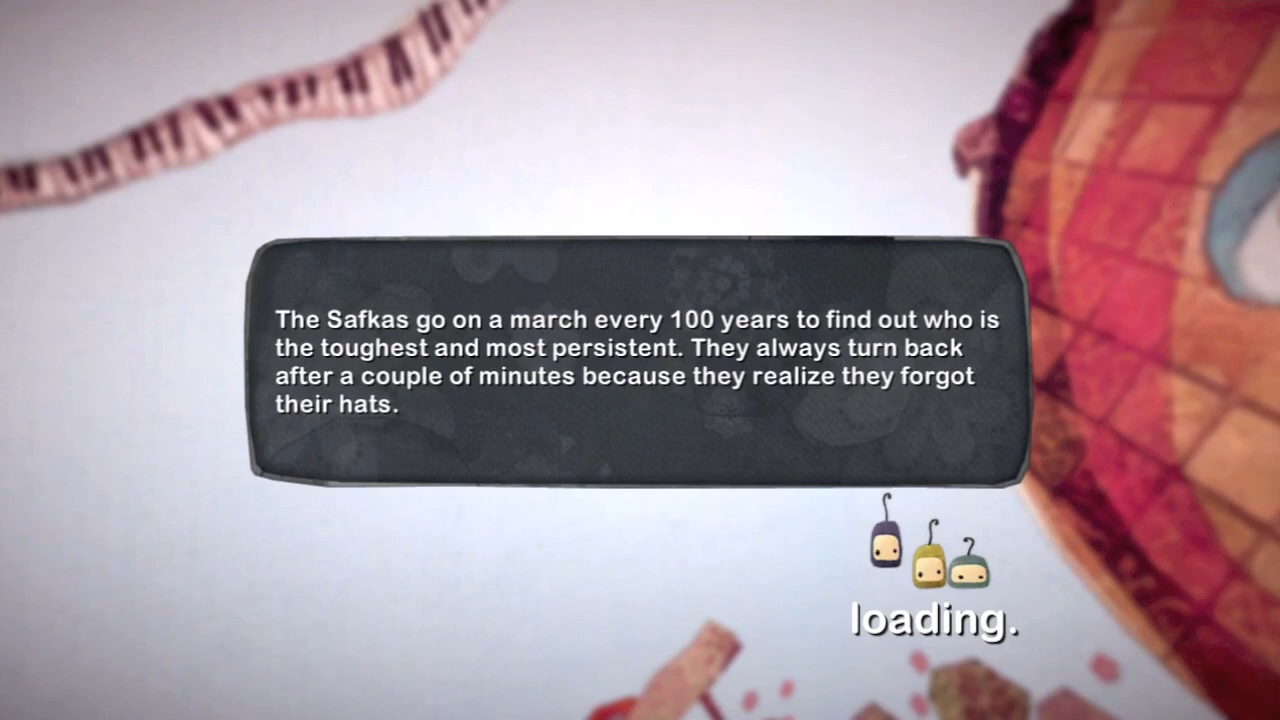 The Safkas go on a march every 100 years to find out who is
the toughest and most persistent. They always turn back
after a couple of minutes because they realize they forgot
their hats.
loading.